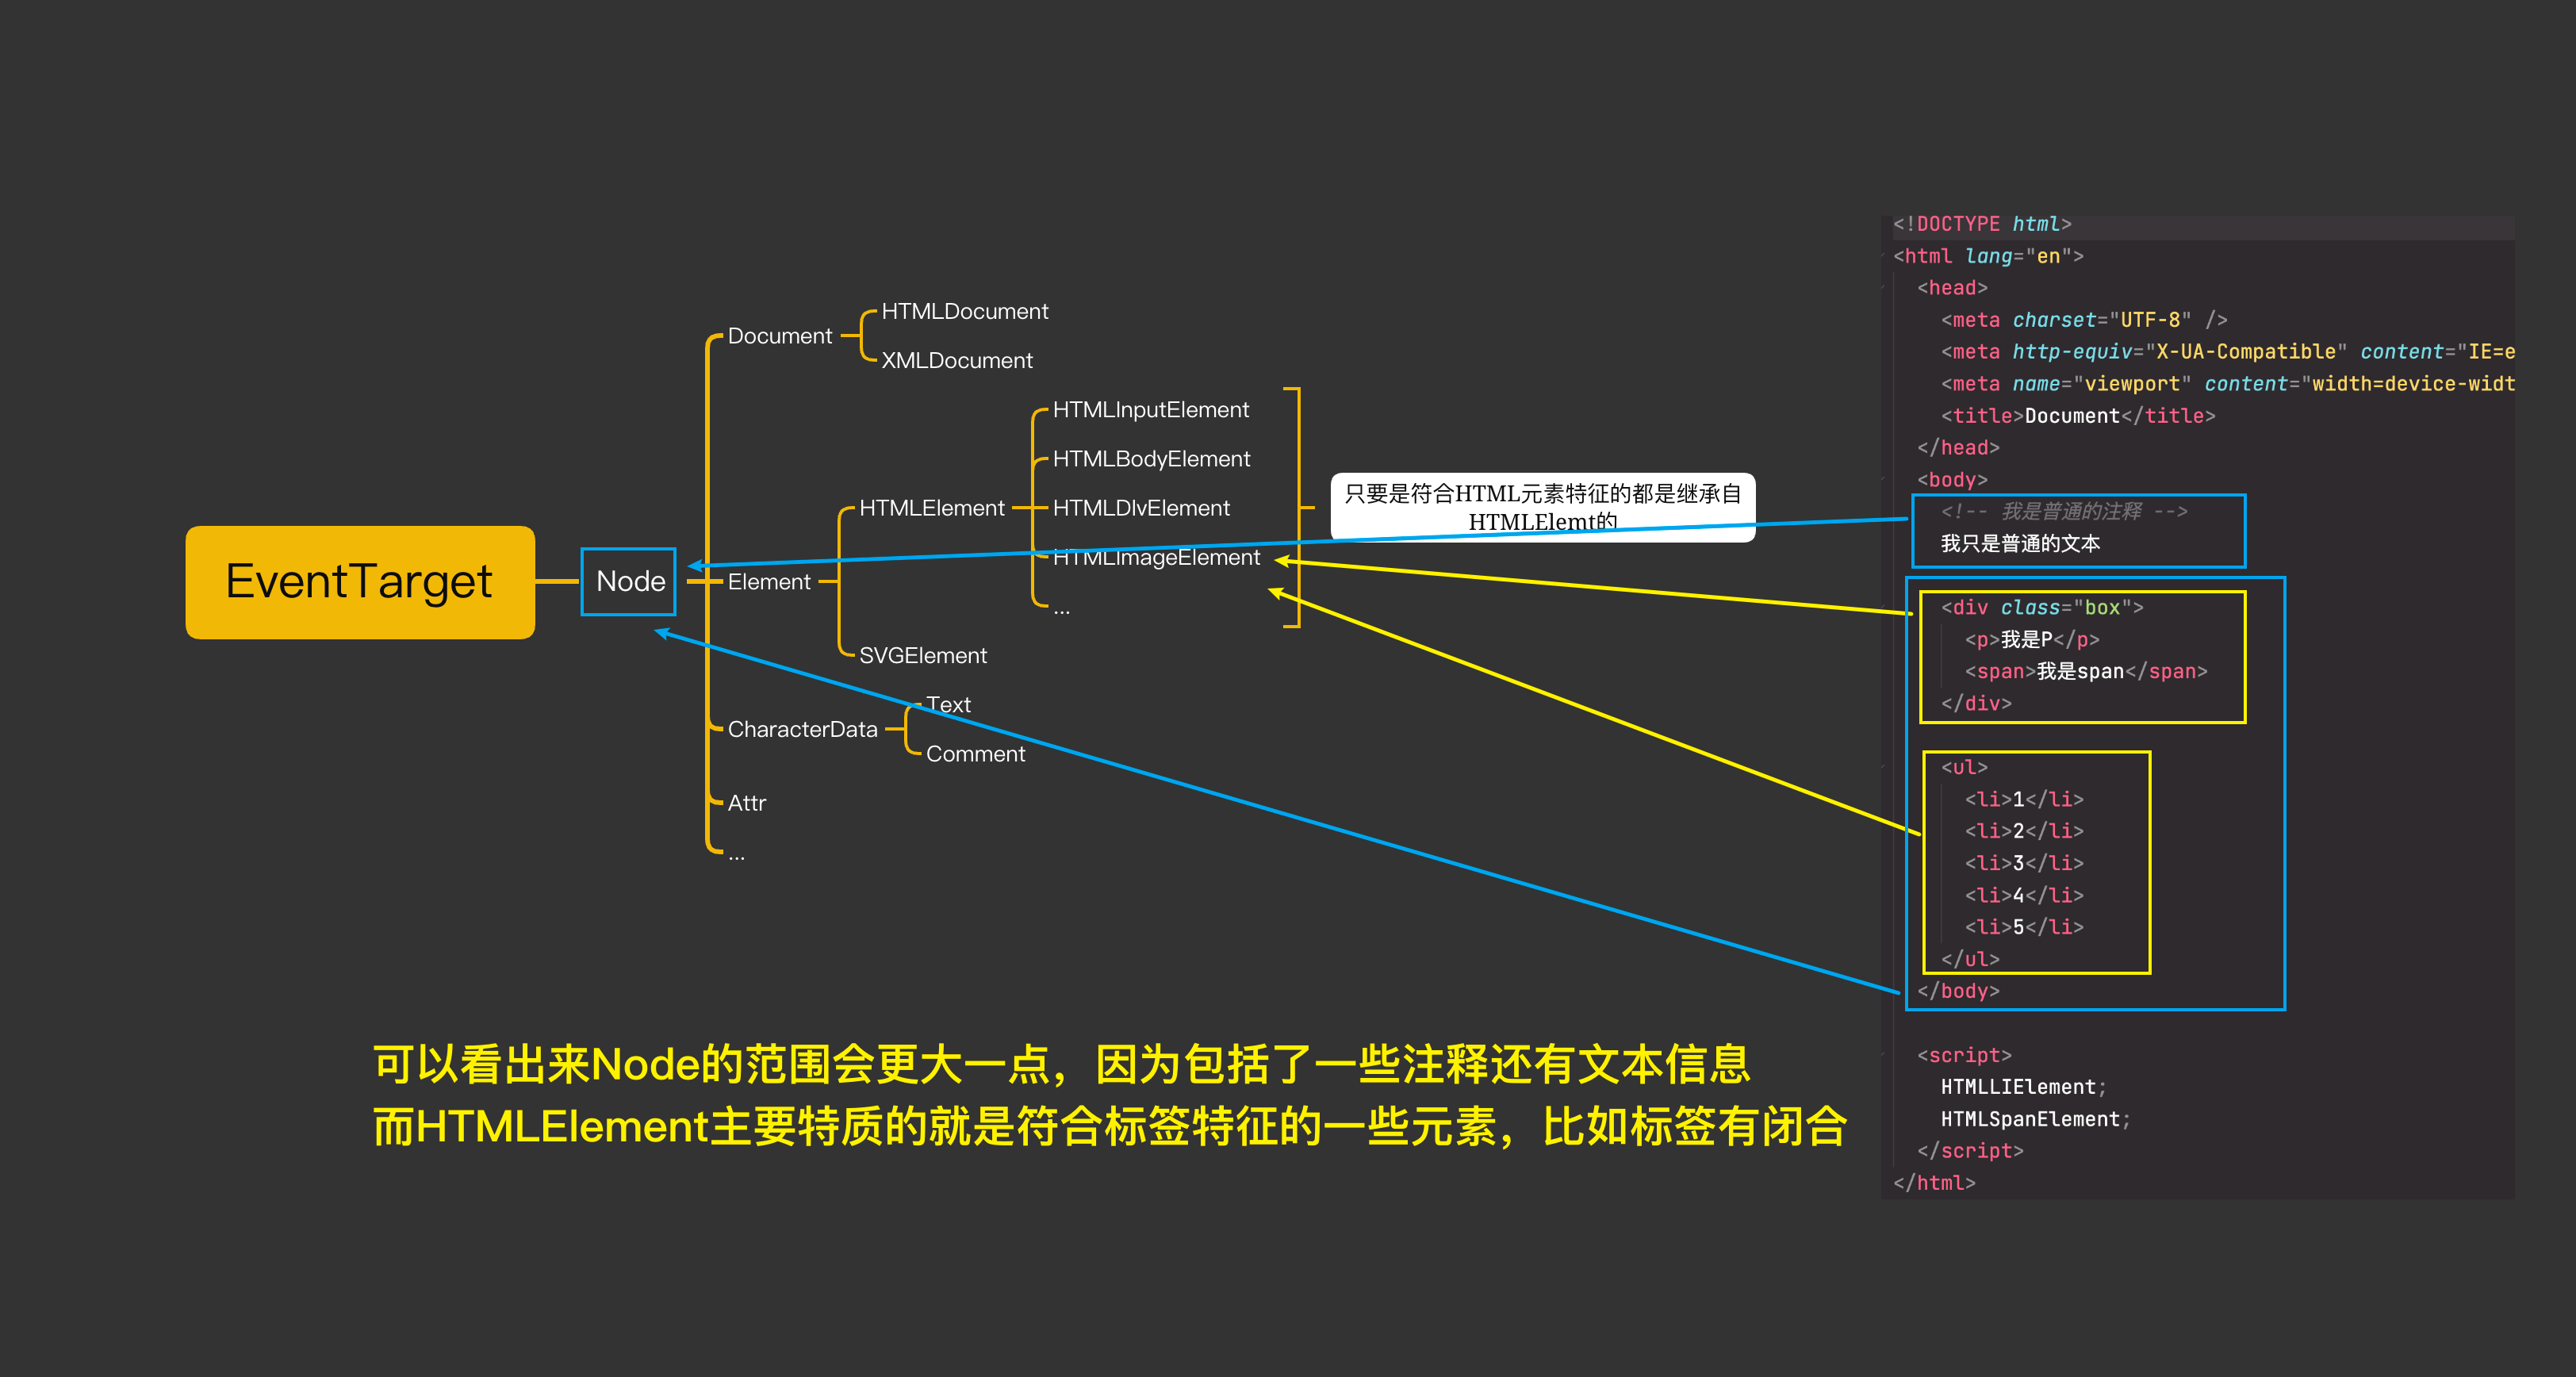 EventTarget
Node
Document
HTMLDocument
XMLDocument
Element
HTMLElement
HTMLInputElement
HTMLBodyElement
HTMLDIvElement
HTMLImageElement
...
SVGElement
CharacterData
Text
Comment
Attr
...
只要是符合HTML元素特征的都是继承自
HTMLElemt的
<!DOCTYPE html>
<html lang="en">
<head>
<meta charset="UTF-8" />
<meta http-equiv="X-UA-Compatible" content="IE=e
<meta name="viewport" content="width=device-widt
<title>Document</title>
</head>
<body>
<!-- 我是普通的注释 -->
我只是普通的文本
<div class="box">
<p>我是P</p>
<span>我是span</span>
</div>
<ul>
<li>1</li>
<li>2</li>
<li>3</li>
<li>4</li>
<li>5</li>
</ul>
</body>
<script>
HTMLLIElement;
HTMLSpanElement;
</script>
</html>
可以看出来Node的范围会更大一点，因为包括了一些注释还有文本信息
而HTMLElement主要特质的就是符合标签特征的一些元素，比如标签有闭合